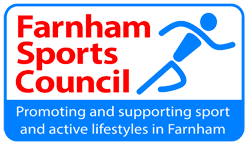 Farnham
Sports
Council
Promoting and supporting sport
and active lifestyles in Farnham